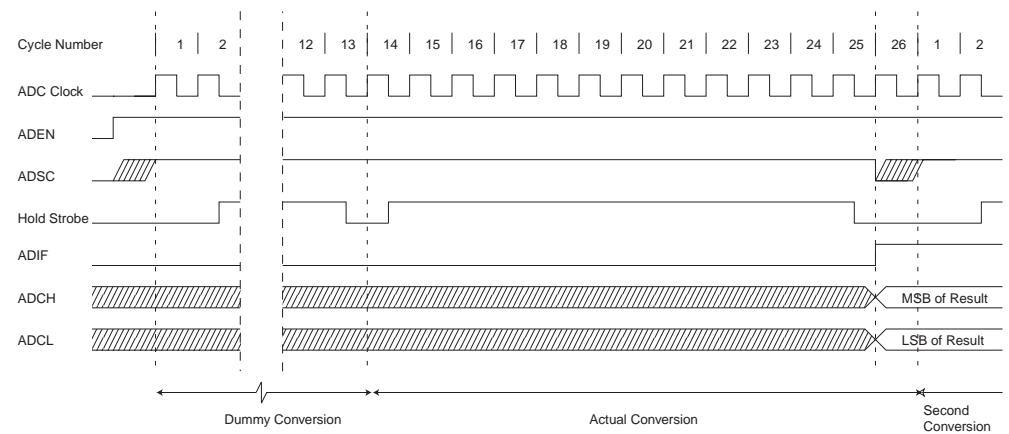 Cycle Number 1 2 12 13 14 15 16 17 18 19 20 21 22 23 24 25 26 1 2
ADC Clock
ADEN
ADSC
Hold Strobe
ADIF
ADCH MSB of Result
ADCL LSB of Result
Dummy Conversion Actual Conversion Second
Conversion